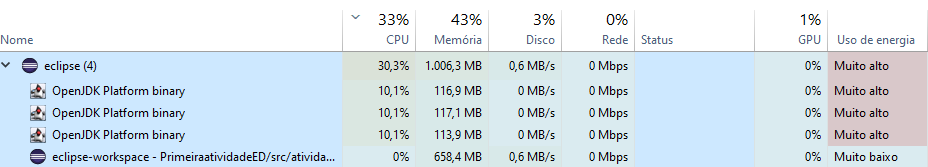 33% 43% 3% 0% 1%
Nome CPU Memória Disco Rede Status GPU Uso de energia
eclipse (4) 30,3% 1.006,3 MB 0,6 MB/s 0 Mbps 0% Muito alto
OpenJDK Platform binary 10,1% 116,9 MB 0 MB/s 0 Mbps 0% Muito alto
OpenJDK Platform binary 10,1% 117,1 MB 0 MB/s 0 Mbps 0% Muito alto
OpenJDK Platform binary 10,1% 113,9 MB 0 MB/s 0 Mbps 0% Muito alto
eclipse-workspace - PrimeiraatividadeED/src/ativida... 0% 658,4 MB 0,6 MB/s 0 Mbps 0% Muito baixo